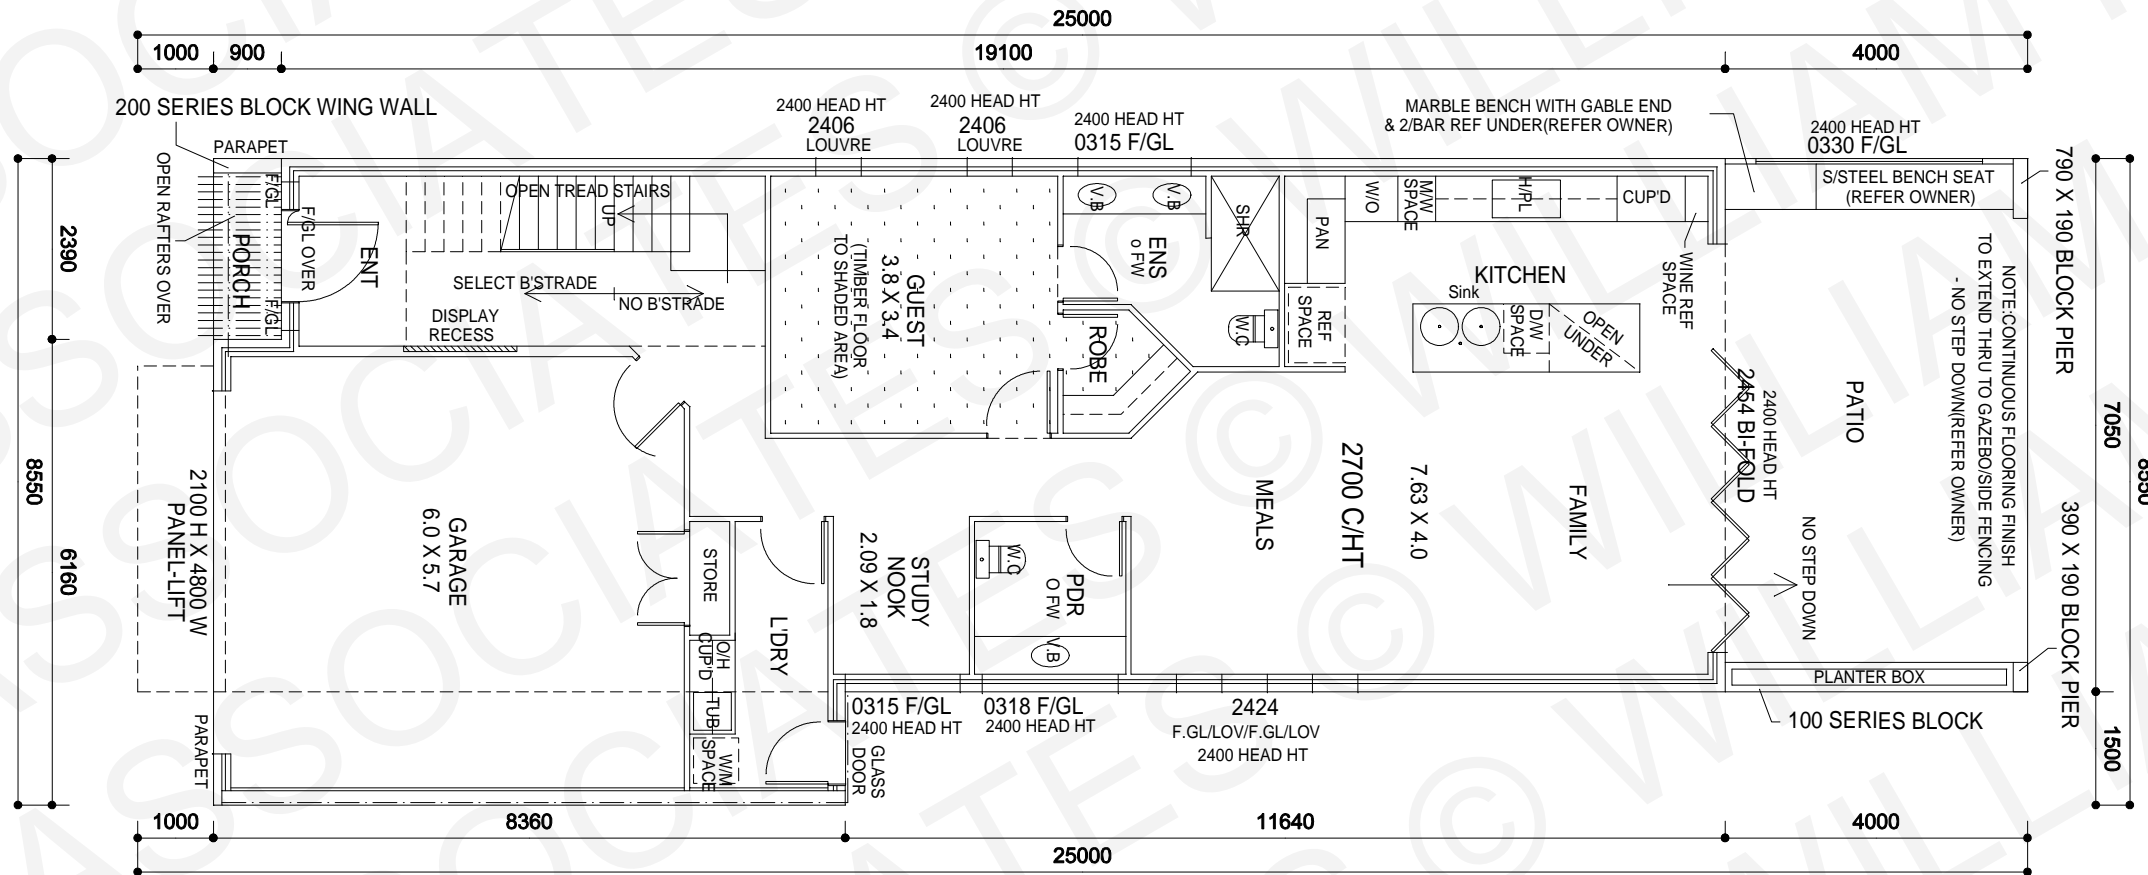 25000
1000
900
19100
4000
200 SERIES BLOCK WING WALL
PARAPET
OPEN RAFTERS OVER
2400 HEAD HT
2406
LOUVRE
2400 HEAD HT
2406
LOUVRE
2400 HEAD HT
0315 F/GL
MARBLE BENCH WITH GABLE END
& 2/BAR REF UNDER(REFER OWNER)
2400 HEAD HT
0330 F/GL
S/STEEL BENCH SEAT
(REFER OWNER)
790 X 190 BLOCK PIER
F/GL
F/GL OVER
F/GL
PORCH
ENT
OPEN TREAD STAIRS
UP
SELECT B'STRADE
NO B'STRADE
DISPLAY
RECESS
GUEST
3.8 X 3.4
(TIMBER FLOOR
TO SHADED AREA)
V.B
V.B
ENS
O FW
SHR
W.C
ROBE
PAN
REF
SPACE
W/O
M/W
SPACE
H/PL
CUP'D
WINE REF
SPACE
KITCHEN
Sink
D/W
SPACE
OPEN
UNDER
2390
8550
6160
7050
8550
1500
NOTE:CONTINUOUS FLOORING FINISH
TO EXTEND THRU TO GAZEBO/SIDE FENCING
- NO STEP DOWN(REFER OWNER)
PATIO
2400 HEAD HT
2454 BI-FOLD
NO STEP DOWN
390 X 190 BLOCK PIER
2100 H X 4800 W
PANEL-LIFT
GARAGE
6.0 X 5.7
STORE
O/H
CUP'D
TUB
W/M
SPACE
L'DRY
STUDY
NOOK
2.09 X 1.8
W.C
PDR
O FW
V.B
MEALS
2700 C/HT
7.63 X 4.0
FAMILY
PLANTER BOX
100 SERIES BLOCK
PARAPET
GLASS
DOOR
0315 F/GL
2400 HEAD HT
0318 F/GL
2400 HEAD HT
2424
F.GL/LOV/F.GL/LOV
2400 HEAD HT
1000
8360
11640
4000
25000
ASSOCIATES © WILLIAM